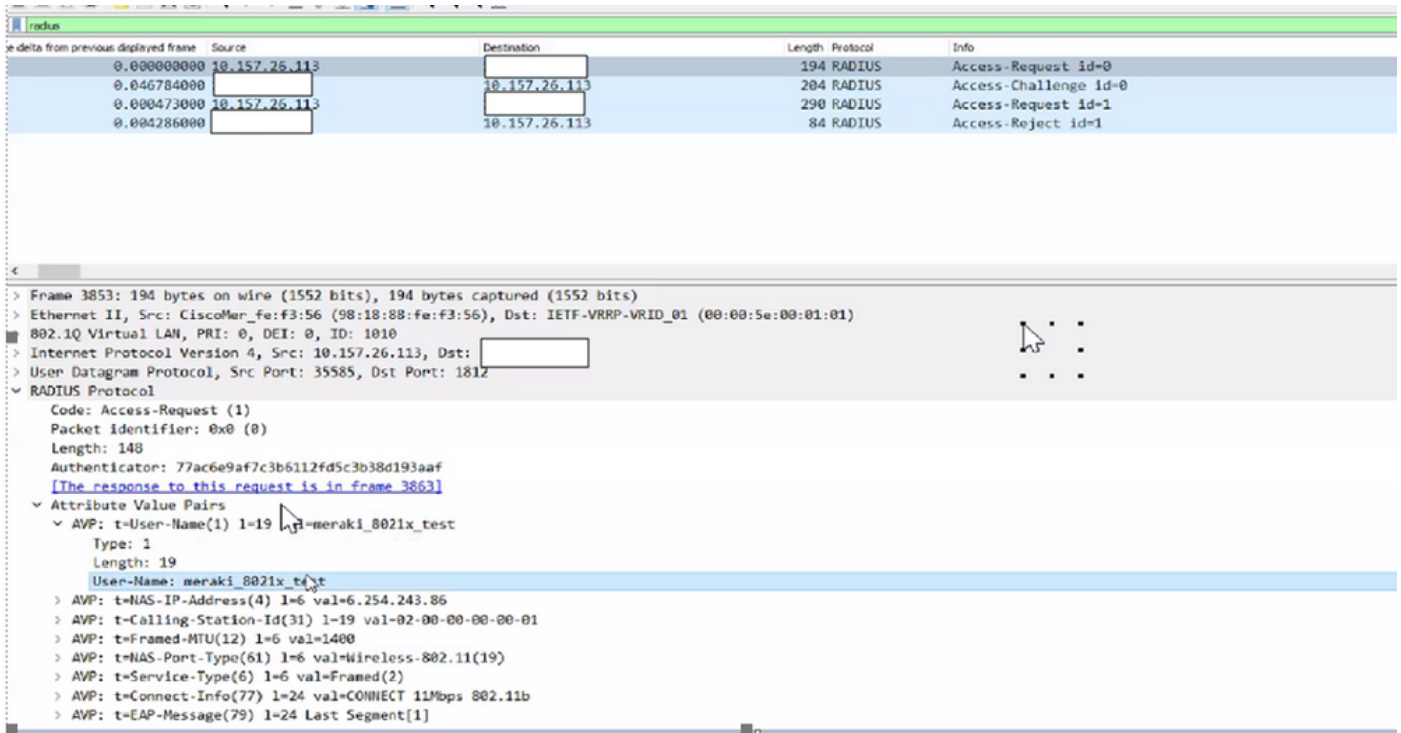 radius
e delta from previous displayed frame Source Destination Length Protocol Info
0.000000000 10.157.26.113 194 RADIUS Access-Request id=0
0.046784000 10.157.26.113 204 RADIUS Access-Challenge id=0
0.000473000 10.157.26.113 290 RADIUS Access-Request id=1
0.004286000 10.157.26.113 84 RADIUS Access-Reject id=1
Frame 3853: 194 bytes on wire (1552 bits), 194 bytes captured (1552 bits)
Ethernet II, Src: CiscoMer_fe:f3:56 (98:18:88:fe:f3:56), Dst: IETF-VRRP-VRID_01 (00:00:5e:00:01:01)
802.1Q Virtual LAN, PRI: 0, DEI: 0, ID: 1010
Internet Protocol Version 4, Src: 10.157.26.113, Dst:
User Datagram Protocol, Src Port: 35585, Dst Port: 1812
RADIUS Protocol
Code: Access-Request (1)
Packet identifier: 0x0 (0)
Length: 148
Authenticator: 77ac6e9af7c3b6112fd5c3b38d193aaf
[The response to this request is in frame 3863]
Attribute Value Pairs
AVP: t=User-Name(1) l=19 val=meraki_8021x_test
Type: 1
Length: 19
User-Name: meraki_8021x_test
AVP: t=NAS-IP-Address(4) l=6 val=6.254.243.86
AVP: t=Calling-Station-Id(31) l=19 val=02-00-00-00-00-01
AVP: t=Framed-MTU(12) l=6 val=1400
AVP: t=NAS-Port-Type(61) l=6 val=Wireless-802.11(19)
AVP: t=Service-Type(6) l=6 val=Framed(2)
AVP: t=Connect-Info(77) l=24 val=CONNECT 11Mbps 802.11b
AVP: t=EAP-Message(79) l=24 Last Segment[1]